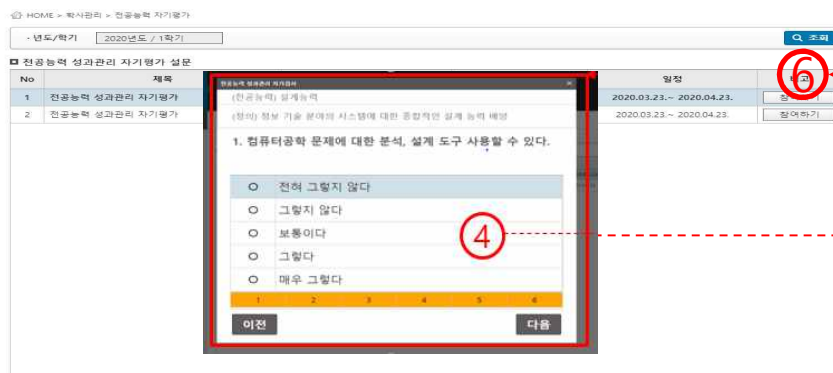 HOME > 학사관리 > 전공능력 자기평가
· 년도/학기 2020년도 / 1학기 조회
전공능력 성과관리 자기평가 설문
No 제목 일정 비고
1 전공능력 성과관리 자기평가 2020.03.23.~ 2020.04.23.
2 전공능력 성과관리 자기평가 2020.03.23.~ 2020.04.23. 참여하기
6
전공능력 성과관리 자기평가 ×
(전공능력) 설계능력
(정의) 정보 기술 분야의 시스템에 대한 종합적인 설계 능력 배양
1. 컴퓨터공학 문제에 대한 분석, 설계 도구 사용할 수 있다.
전혀 그렇지 않다
그렇지 않다
보통이다
그렇다
매우 그렇다
4
1 2 3 4 5 6
이전 다음